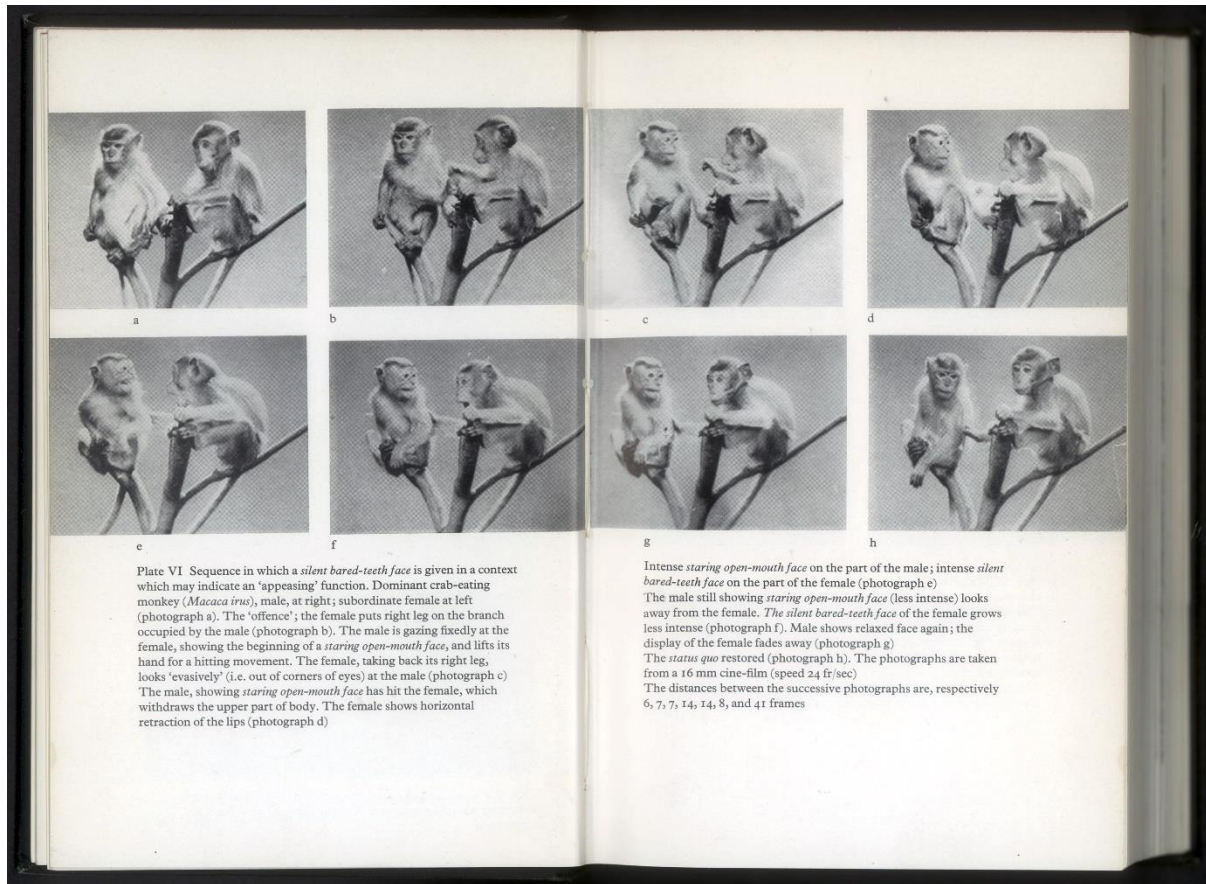 a
b
c
d
e
f
g
h
Plate VI Sequence in which a silent bared-teeth face is given in a context
which may indicate an ‘appeasing’ function. Dominant crab-eating
monkey (Macaca irus), male, at right; subordinate female at left
(photograph a). The ‘offence’; the female puts right leg on the branch
occupied by the male (photograph b). The male is gazing fixedly at the
female, showing the beginning of a staring open-mouth face, and lifts its
hand for a hitting movement. The female, taking back its right leg,
looks ‘evasively’ (i.e. out of corners of eyes) at the male (photograph c)
The male, showing staring open-mouth face has hit the female, which
withdraws the upper part of body. The female shows horizontal
retraction of the lips (photograph d)
Intense staring open-mouth face on the part of the male; intense silent
bared-teeth face on the part of the female (photograph e)
The male still showing staring open-mouth face (less intense) looks
away from the female. The silent bared-teeth face of the female grows
less intense (photograph f). Male shows relaxed face again; the
display of the female fades away (photograph g)
The status quo restored (photograph h). The photographs are taken
from a 16 mm cine-film (speed 24 fr/sec)
The distances between the successive photographs are, respectively
6, 7, 7, 14, 14, 8, and 41 frames